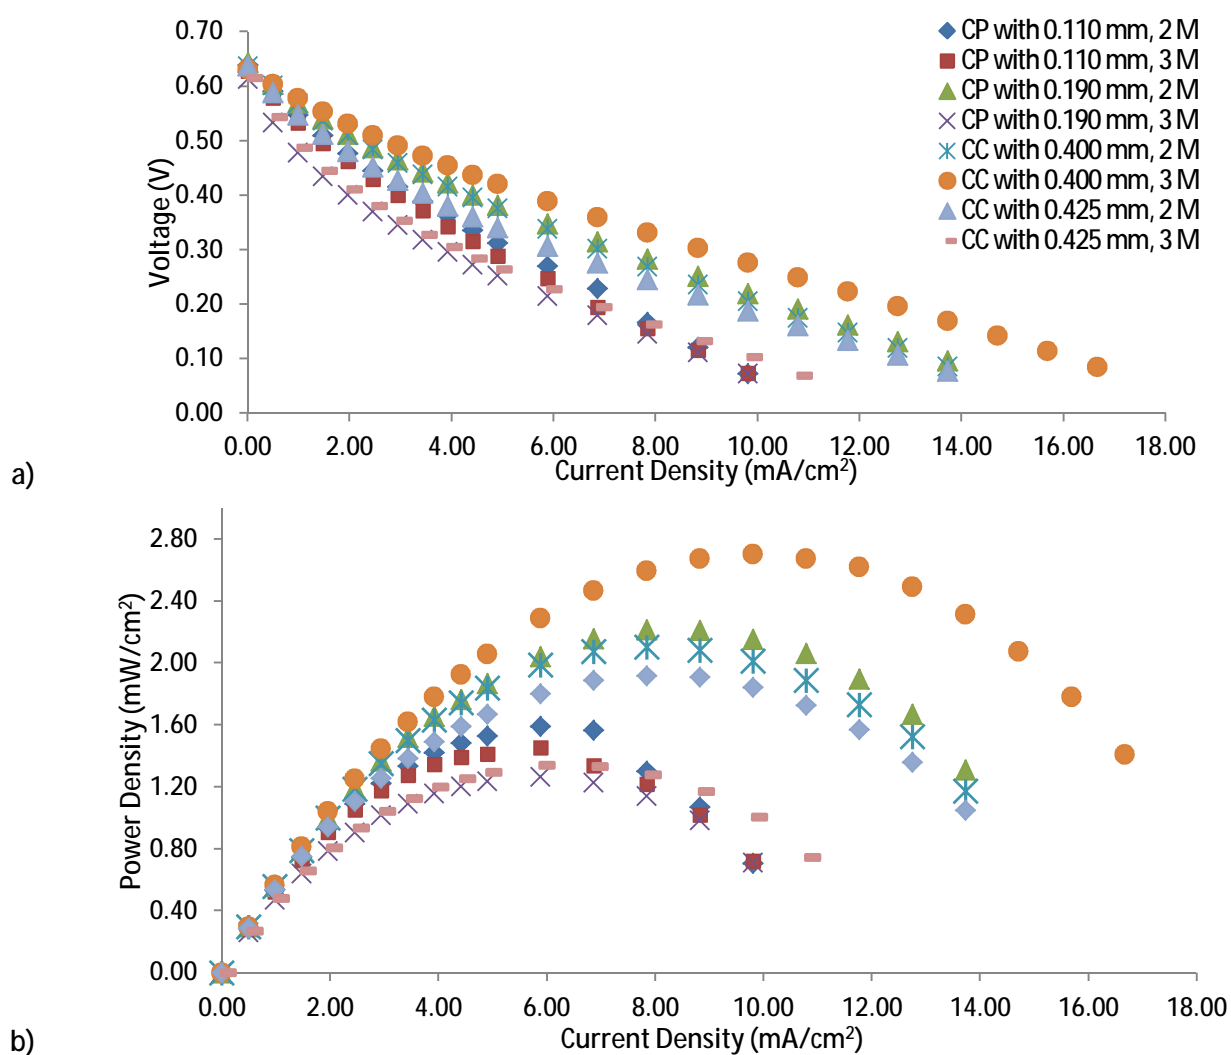 a)
0.70
0.60
0.50
0.40
0.30
0.20
0.10
0.00
Voltage (V)
0.00 2.00 4.00 6.00 8.00 10.00 12.00 14.00 16.00 18.00
Current Density (mA/cm²)
CP with 0.110 mm, 2 M
CP with 0.110 mm, 3 M
CP with 0.190 mm, 2 M
CP with 0.190 mm, 3 M
CC with 0.400 mm, 2 M
CC with 0.400 mm, 3 M
CC with 0.425 mm, 2 M
CC with 0.425 mm, 3 M
b)
2.80
2.40
2.00
1.60
1.20
0.80
0.40
0.00
Power Density (mW/cm²)
0.00 2.00 4.00 6.00 8.00 10.00 12.00 14.00 16.00 18.00
Current Density (mA/cm²)